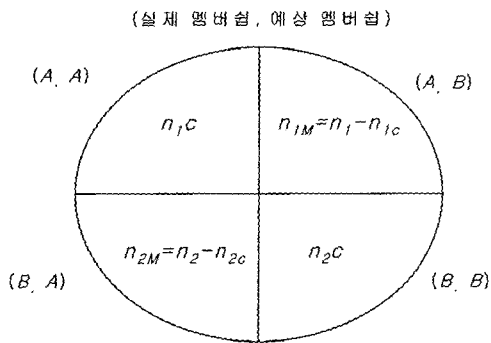 (실제 멤버쉽, 예상 멤버쉽)
(A, A)
(A, B)
n₁c
n₁M=n₁-n₁c
n₂M=n₂-n₂c
n₂c
(B, A)
(B, B)